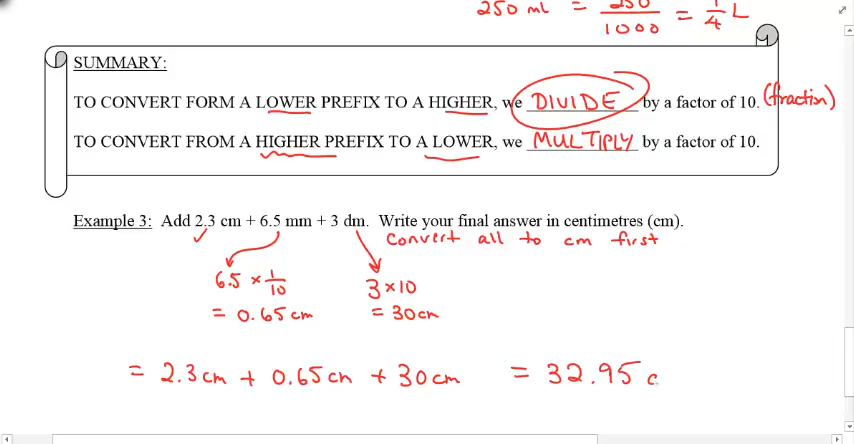 250 ml = 250/1000 = 1/4 L
SUMMARY:
TO CONVERT FORM A LOWER PREFIX TO A HIGHER, we DIVIDE by a factor of 10. (fraction)
TO CONVERT FROM A HIGHER PREFIX TO A LOWER, we MULTIPLY by a factor of 10.
Example 3: Add 2.3 cm + 6.5 mm + 3 dm. Write your final answer in centimetres (cm).
Convert all to cm first
6.5 × 1/10 3 × 10
= 0.65 cm = 30 cm
= 2.3 cm + 0.65 cm + 30 cm = 32.95 c